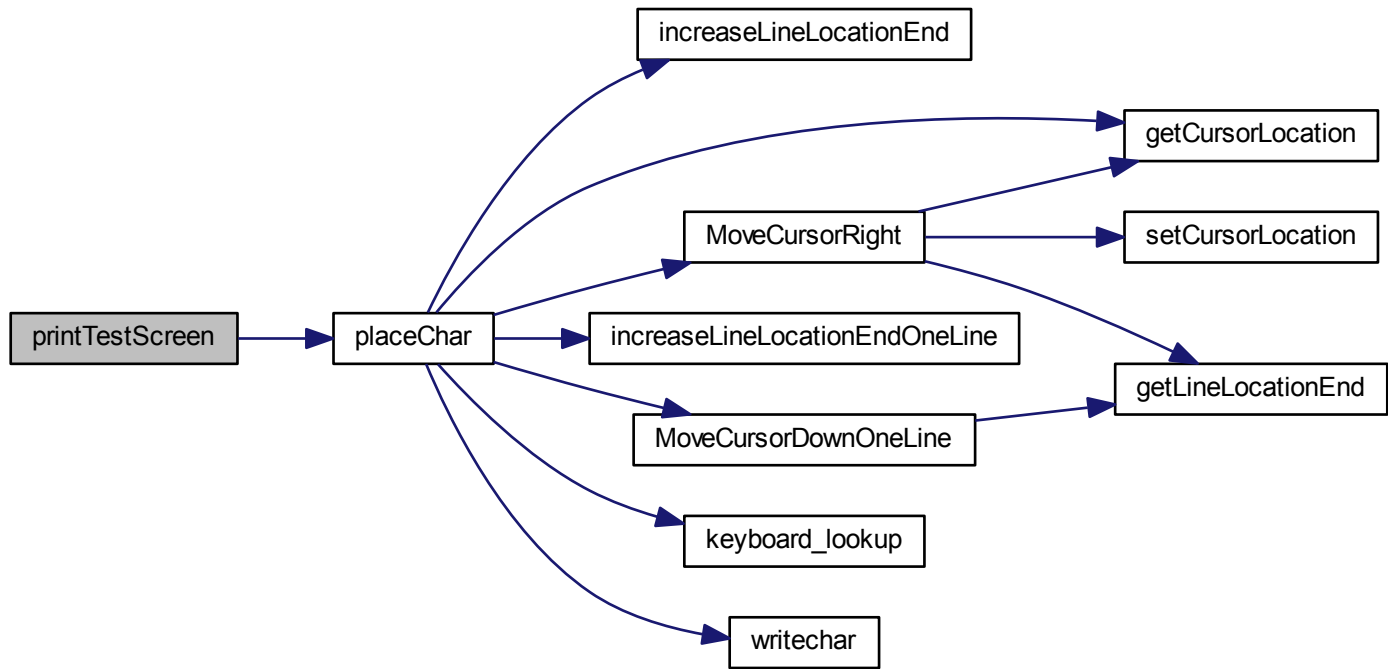 increaseLineLocationEnd
getCursorLocation
MoveCursorRight
setCursorLocation
printTestScreen
placeChar
increaseLineLocationEndOneLine
getLineLocationEnd
MoveCursorDownOneLine
keyboard_lookup
writechar